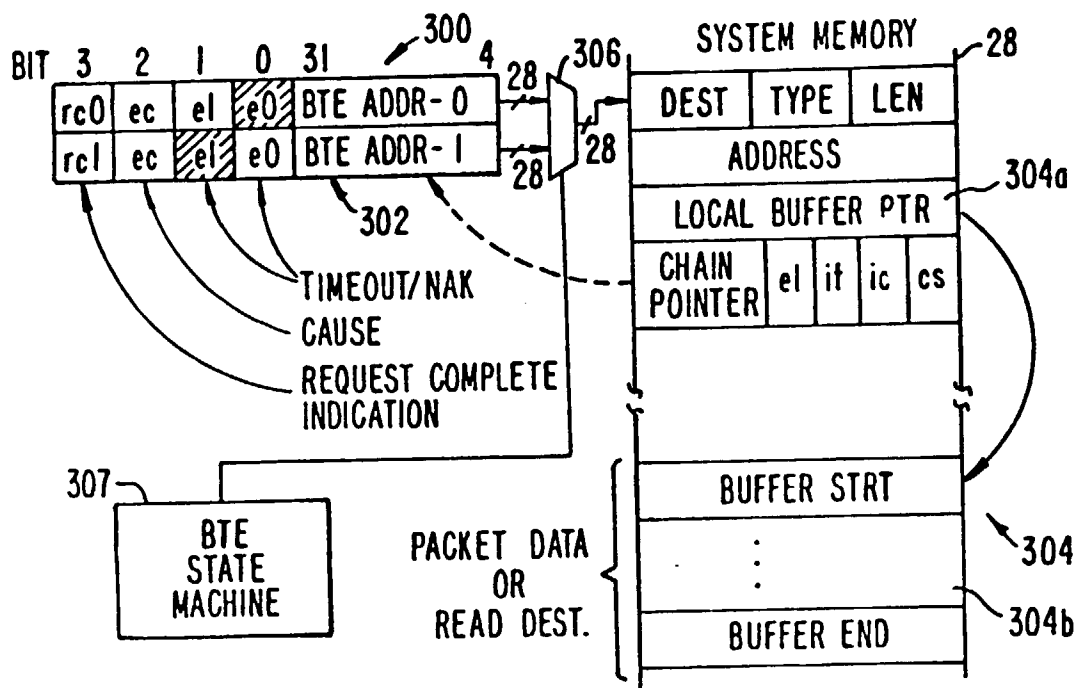 BIT 3 2 1 0 31 4
300
306
SYSTEM MEMORY
28
rc0 ec e1 e0 BTE ADDR-0
28
rc1 ec e1 e0 BTE ADDR-1
28
28
302
DEST TYPE LEN
ADDRESS
LOCAL BUFFER PTR
304a
CHAIN POINTER el it ic cs
TIMEOUT/NAK
CAUSE
REQUEST COMPLETE
INDICATION
307
BTE
STATE
MACHINE
PACKET DATA
OR
READ DEST.
BUFFER STRT
304
304b
BUFFER END